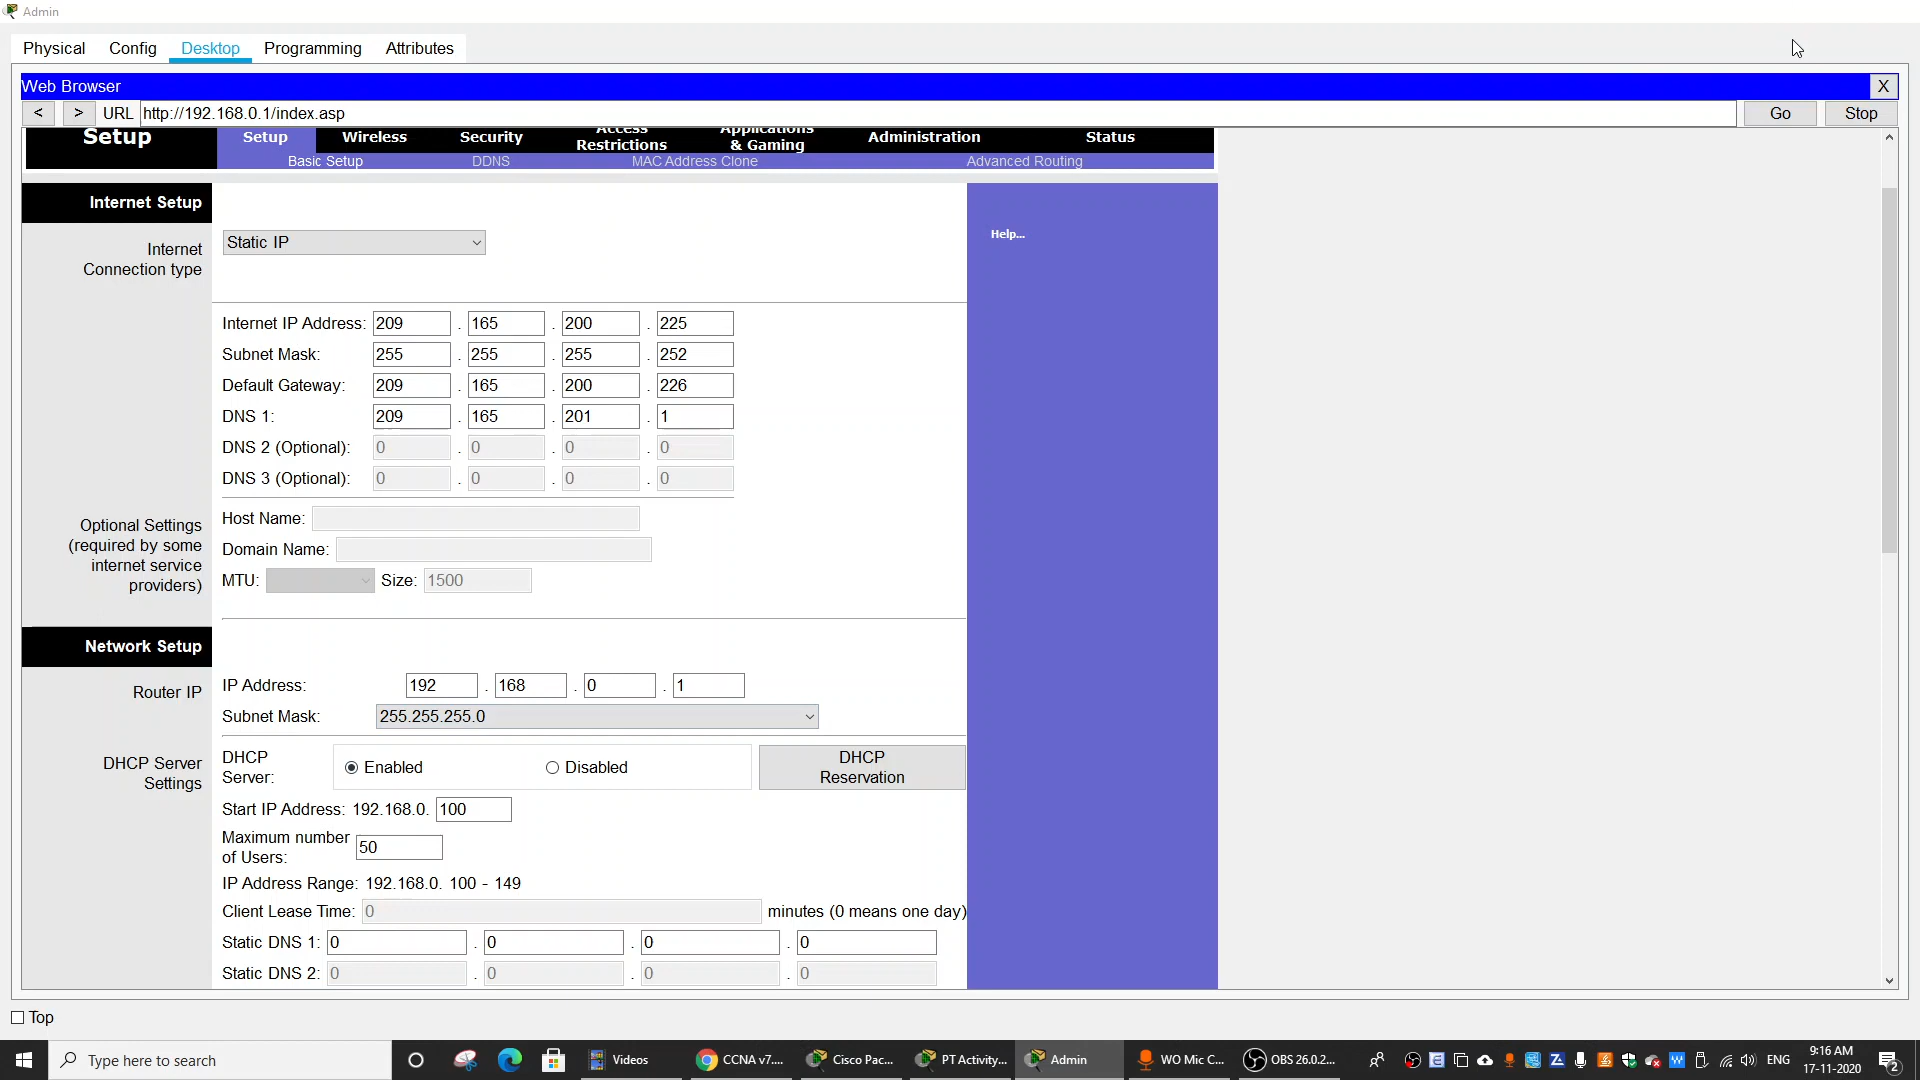 Admin
Physical Config Desktop Programming Attributes
Web Browser X
< > URL http://192.168.0.1/index.asp Go Stop
Setup Setup Wireless Security Access Restrictions Applications & Gaming Administration Status
Basic Setup DDNS MAC Address Clone Advanced Routing
Internet Setup
Help...
Internet Connection type Static IP
Internet IP Address: 209 . 165 . 200 . 225
Subnet Mask: 255 . 255 . 255 . 252
Default Gateway: 209 . 165 . 200 . 226
DNS 1: 209 . 165 . 201 . 1
DNS 2 (Optional): 0 . 0 . 0 . 0
DNS 3 (Optional): 0 . 0 . 0 . 0
Optional Settings
(required by some
internet service
providers)
Host Name:
Domain Name:
MTU: Size: 1500
Network Setup
Router IP
IP Address: 192 . 168 . 0 . 1
Subnet Mask: 255.255.255.0
DHCP Server
Settings
DHCP Server: Enabled Disabled DHCP Reservation
Start IP Address: 192.168.0. 100
Maximum number
of Users: 50
IP Address Range: 192.168.0. 100 - 149
Client Lease Time: 0 minutes (0 means one day)
Static DNS 1: 0 . 0 . 0 . 0
Static DNS 2: 0 . 0 . 0 . 0
Top
Type here to search Videos CCNA v7.... Cisco Pac... PT Activity... Admin WO Mic C... OBS 26.0.2... ENG 9:16 AM
17-11-2020 2